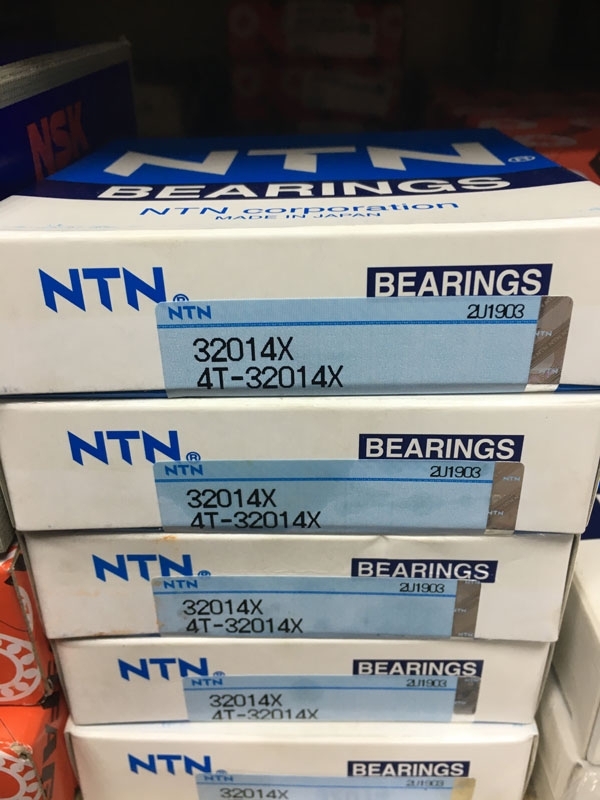 NSK
NTN®
BEARINGS
NTN corporation
MADE IN JAPAN
NTN® BEARINGS
NTN 2U1903
32014X
4T-32014X
NTN® BEARINGS
NTN 2U1903
32014X
4T-32014X
NTN® BEARINGS
NTN 2U1903
32014X
4T-32014X
NTN BEARINGS
NTN 2U1903
32014X
4T-32014X
NTN BEARINGS
NTN 2U1903
32014X